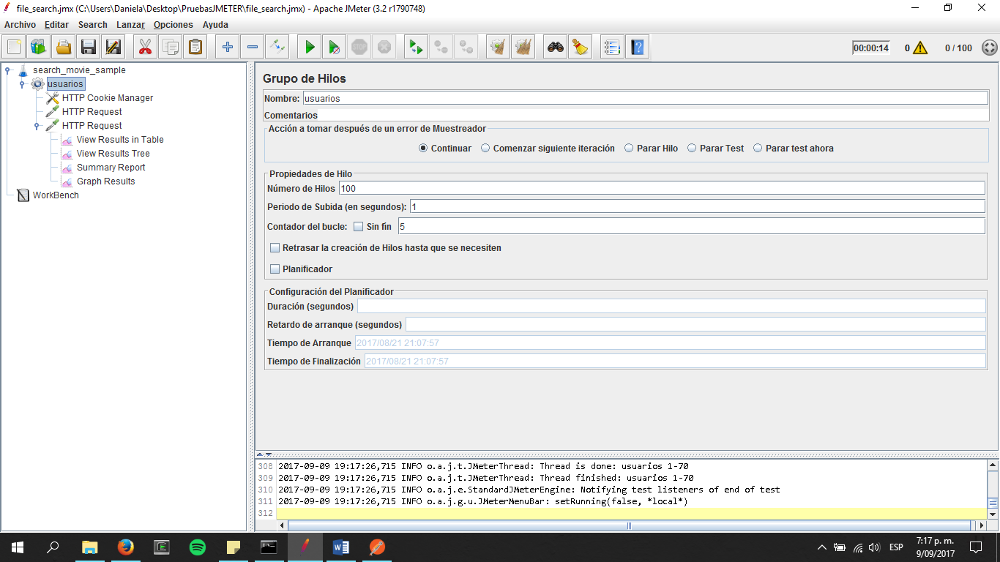 file_search.jmx (C:\Users\Daniela\Desktop\PruebasJMETER\file_search.jmx) - Apache JMeter (3.2 r1790748)
Archivo Editar Search Lanzar Opciones Ayuda
00:00:14 0 0 / 100
search_movie_sample
usuarios
HTTP Cookie Manager
HTTP Request
HTTP Request
View Results in Table
View Results Tree
Summary Report
Graph Results
WorkBench
Grupo de Hilos
Nombre: usuarios
Comentarios
Acción a tomar después de un error de Muestreador
Continuar Comenzar siguiente iteración Parar Hilo Parar Test Parar test ahora
Propiedades de Hilo
Número de Hilos 100
Periodo de Subida (en segundos): 1
Contador del bucle: Sin fin 5
Retrasar la creación de Hilos hasta que se necesiten
Planificador
Configuración del Planificador
Duración (segundos)
Retardo de arranque (segundos)
Tiempo de Arranque 2017/08/21 21:07:57
Tiempo de Finalización 2017/08/21 21:07:57
308 2017-09-09 19:17:26,715 INFO o.a.j.t.JMeterThread: Thread is done: usuarios 1-70
309 2017-09-09 19:17:26,715 INFO o.a.j.t.JMeterThread: Thread finished: usuarios 1-70
310 2017-09-09 19:17:26,715 INFO o.a.j.e.StandardJMeterEngine: Notifying test listeners of end of test
311 2017-09-09 19:17:26,715 INFO o.a.j.g.u.JMeterMenuBar: setRunning(false, *local*)
312
ESP
7:17 p. m.
9/09/2017